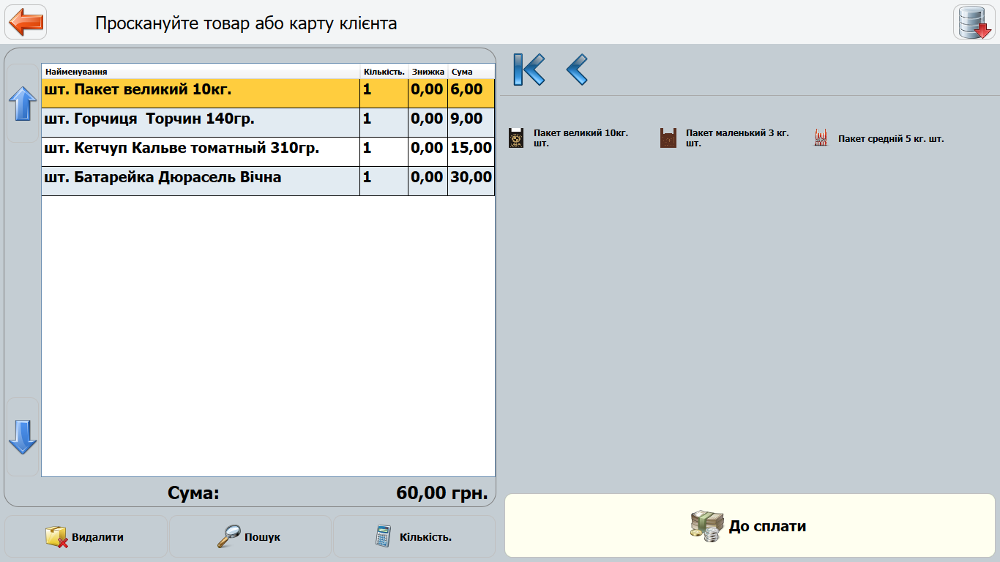 Проскануйте товар або карту клієнта
Найменування Кількість. Знижка Сума
шт. Пакет великий 10кг. 1 0,00 6,00
шт. Горчиця  Торчин 140гр. 1 0,00 9,00
шт. Кетчуп Кальве томатный 310гр. 1 0,00 15,00
шт. Батарейка Дюрасель Вічна 1 0,00 30,00
Сума: 60,00 грн.
Видалити
Пошук
Кількість.
Пакет великий 10кг.
шт.
Пакет маленький 3 кг.
шт.
Пакет средній 5 кг. шт.
До сплати